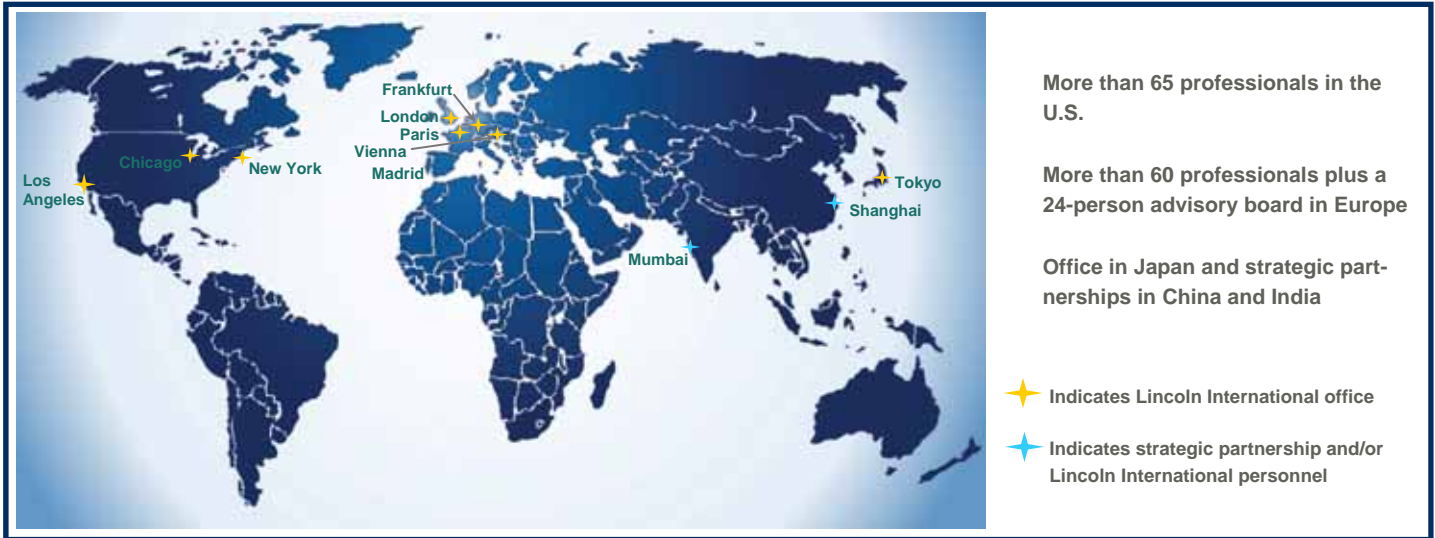 Frankfurt
London
Paris
Vienna
Madrid
Chicago
New York
Los
Angeles
Tokyo
Shanghai
Mumbai
More than 65 professionals in the
U.S.
More than 60 professionals plus a
24-person advisory board in Europe
Office in Japan and strategic part-
nerships in China and India
Indicates Lincoln International office
Indicates strategic partnership and/or
Lincoln International personnel